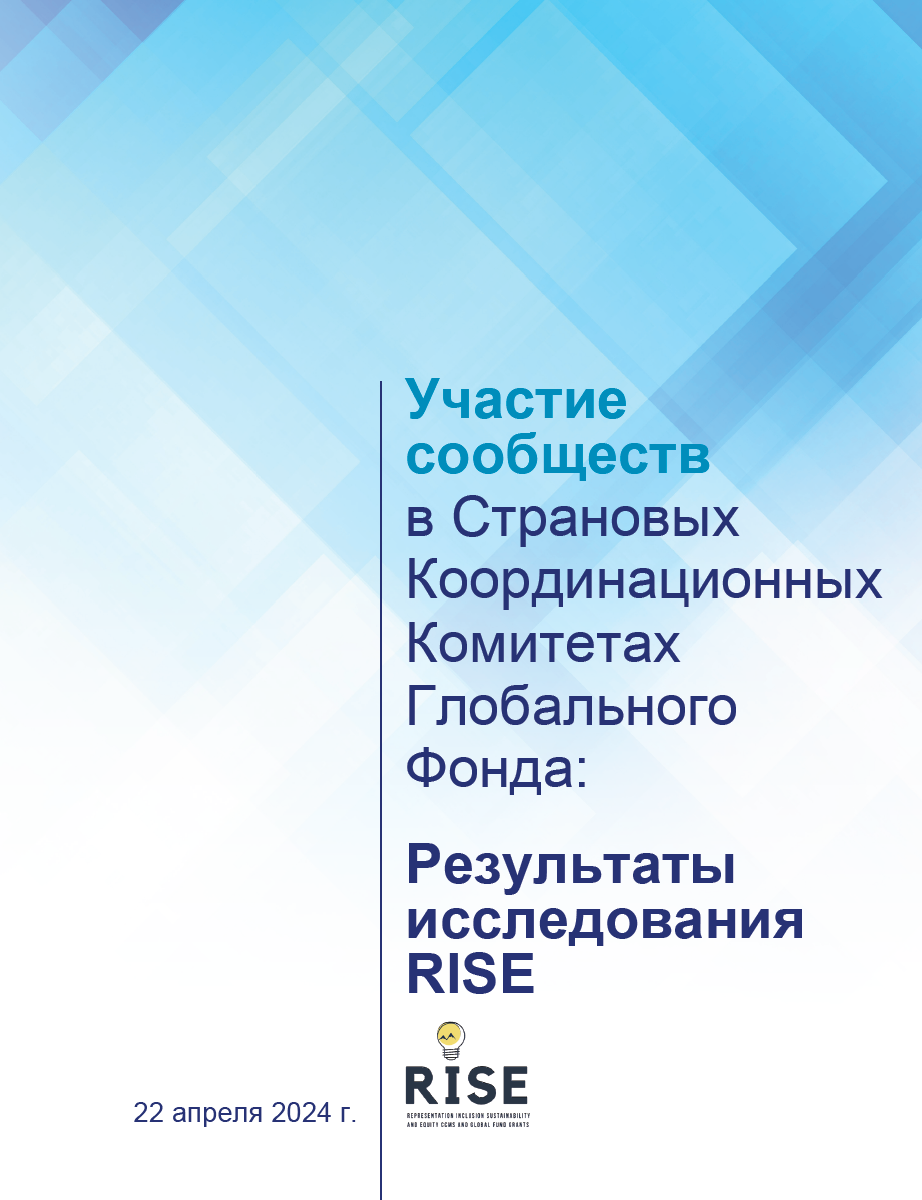 Участие
сообществ
в Страновых
Координационных
Комитетах
Глобального
Фонда:
Результаты
исследования
RISE
RISE
REPRESENTATION INCLUSION SUSTAINABILITY
AND EQUITY CCMS AND GLOBAL FUND GRANTS
22 апреля 2024 г.